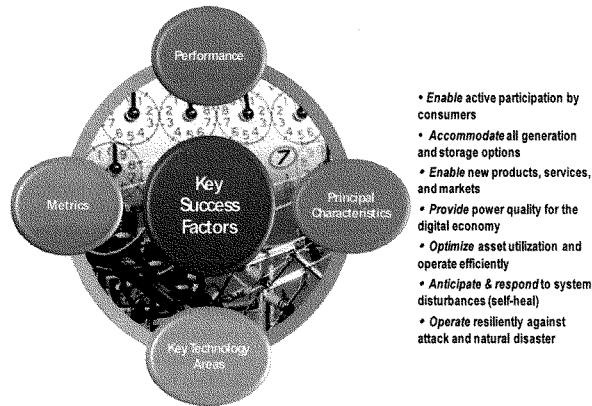 Performance
Metrics
Key
Success
Factors
Principal
Characteristics
Key Technology
Areas
7
• Enable active participation by
consumers
• Accommodate all generation
and storage options
• Enable new products, services,
and markets
• Provide power quality for the
digital economy
• Optimize asset utilization and
operate efficiently
• Anticipate & respond to system
disturbances (self-heal)
• Operate resiliently against
attack and natural disaster